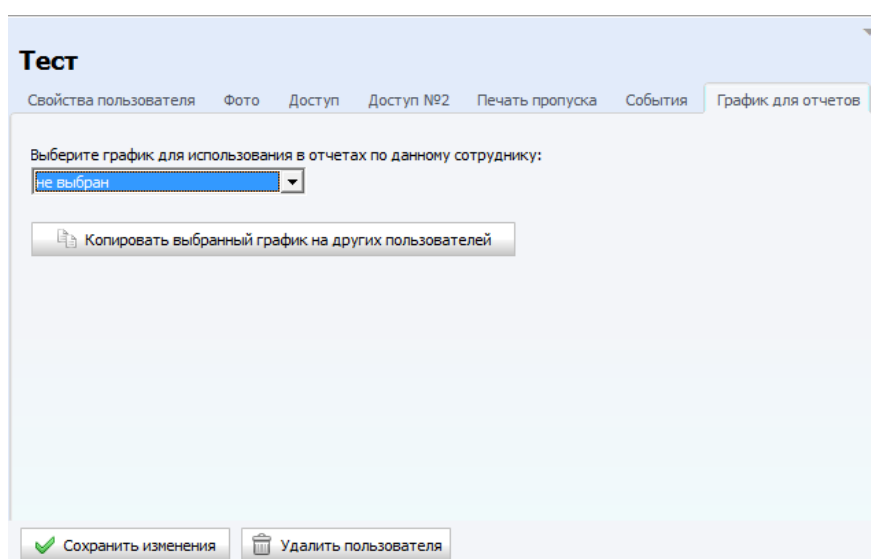 Тест
Свойства пользователя Фото Доступ Доступ №2 Печать пропуска События График для отчетов
Выберите график для использования в отчетах по данному сотруднику:
не выбран
Копировать выбранный график на других пользователей
Сохранить изменения Удалить пользователя